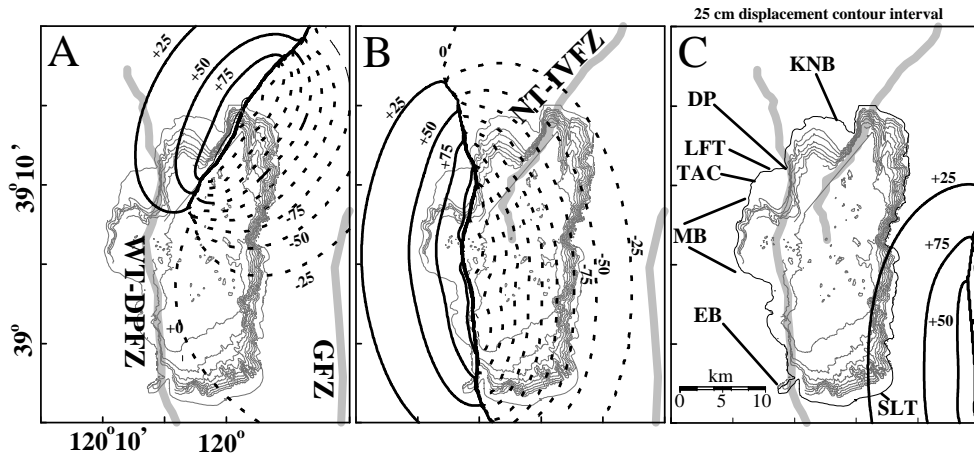 25 cm displacement contour interval
A
+25
+50
+75
-75
-50
-25
+0
WT-DPFZ
GFZ
B
0
NT-IVFZ
+25
+50
+75
-25
-50
-75
C
KNB
DP
LFT
TAC
MB
EB
SLT
+25
+75
+50
km
0 10
39° 10'
39°
120° 10' 120°